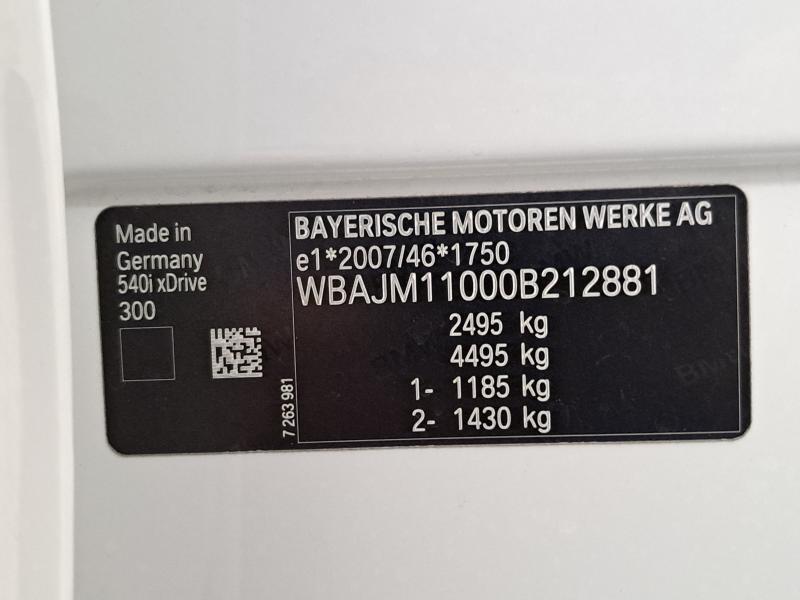 Made in
Germany
540i xDrive
300
7 263 981
BAYERISCHE MOTOREN WERKE AG
e1*2007/46*1750
WBAJM11000B212881
2495 kg
4495 kg
1- 1185 kg
2- 1430 kg